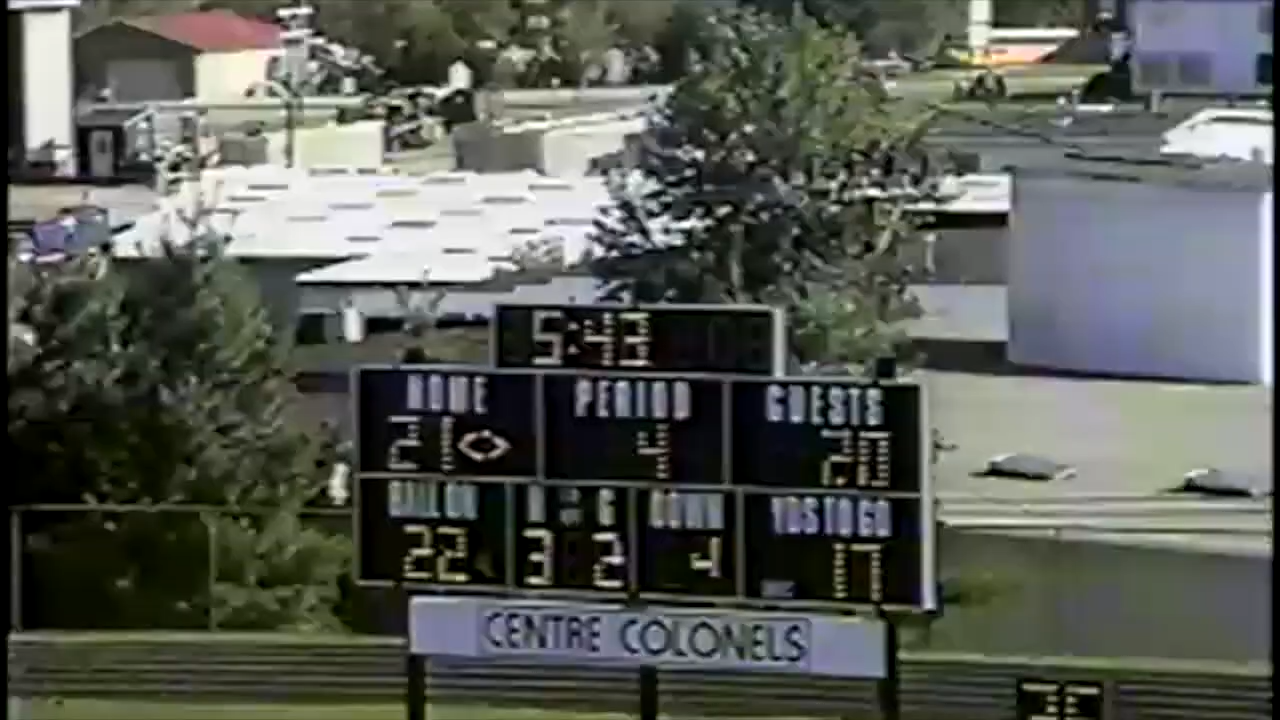 5:43
HOME PERIOD GUESTS
21 4 20
BALL ON H G DOWN YDS TO GO
22 3 2 4 17
CENTRE COLONELS